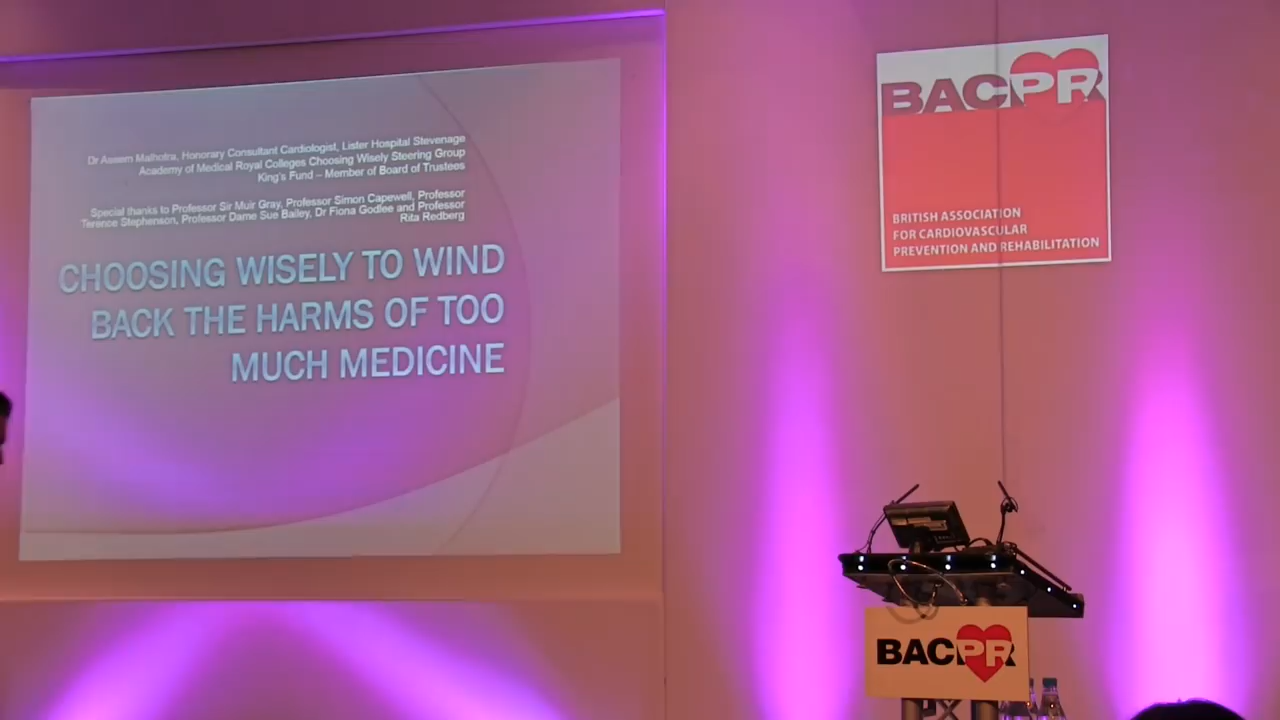 Dr Aseem Malhotra, Honorary Consultant Cardiologist, Lister Hospital Stevenage
Academy of Medical Royal Colleges Choosing Wisely Steering Group
King's Fund – Member of Board of Trustees
Special thanks to Professor Sir Muir Gray, Professor Simon Capewell, Professor
Terence Stephenson, Professor Dame Sue Bailey, Dr Fiona Godlee and Professor
Rita Redberg
CHOOSING WISELY TO WIND
BACK THE HARMS OF TOO
MUCH MEDICINE
BACPR
BRITISH ASSOCIATION
FOR CARDIOVASCULAR
PREVENTION AND REHABILITATION
BACPR